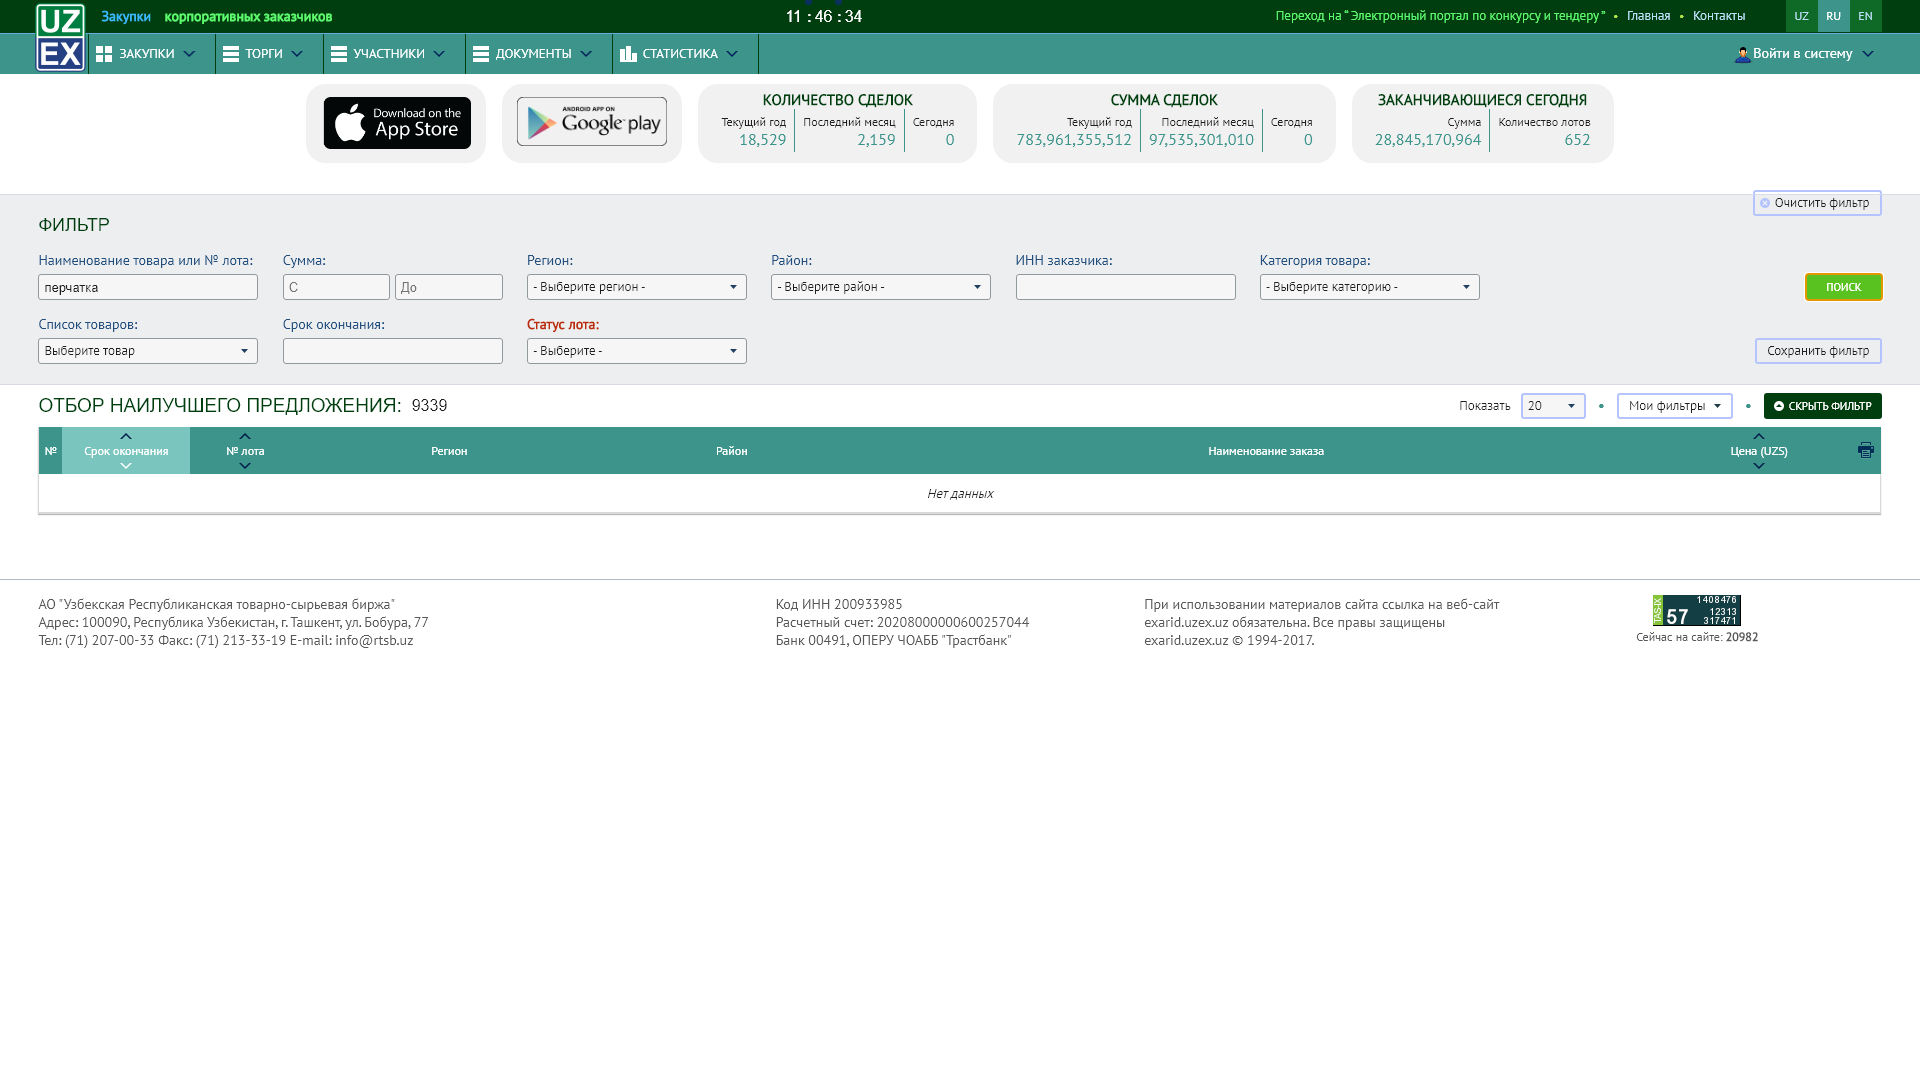 UZ
EX
Закупки корпоративных заказчиков
11 : 46 : 34
Переход на “ Электронный портал по конкурсу и тендеру ” • Главная • Контакты
UZ RU EN
ЗАКУПКИ ТОРГИ УЧАСТНИКИ ДОКУМЕНТЫ СТАТИСТИКА
Войти в систему
Download on the
App Store
ANDROID APP ON
Google play
КОЛИЧЕСТВО СДЕЛОК
Текущий год Последний месяц Сегодня
18,529 2,159 0
СУММА СДЕЛОК
Текущий год Последний месяц Сегодня
783,961,355,512 97,535,301,010 0
ЗАКАНЧИВАЮЩИЕСЯ СЕГОДНЯ
Сумма Количество лотов
28,845,170,964 652
Очистить фильтр
ФИЛЬТР
Наименование товара или № лота: Сумма: Регион: Район: ИНН заказчика: Категория товара:
перчатка С До - Выберите регион - - Выберите район - - Выберите категорию - ПОИСК
Список товаров: Срок окончания: Статус лота:
Выберите товар - Выберите - Сохранить фильтр
ОТБОР НАИЛУЧШЕГО ПРЕДЛОЖЕНИЯ: 9339
Показать 20 • Мои фильтры • СКРЫТЬ ФИЛЬТР
№ Срок окончания № лота Регион Район Наименование заказа Цена (UZS)
Нет данных
АО "Узбекская Республиканская товарно-сырьевая биржа"
Адрес: 100090, Республика Узбекистан, г. Ташкент, ул. Бобура, 77
Тел: (71) 207-00-33 Факс: (71) 213-33-19 E-mail: info@rtsb.uz
Код ИНН 200933985
Расчетный счет: 20208000000600257044
Банк 00491, ОПЕРУ ЧОАББ "Трастбанк"
При использовании материалов сайта ссылка на веб-сайт
exarid.uzex.uz обязательна. Все правы защищены
exarid.uzex.uz © 1994-2017.
TAS-IX 57 1408476
12313
317471
Сейчас на сайте: 20982